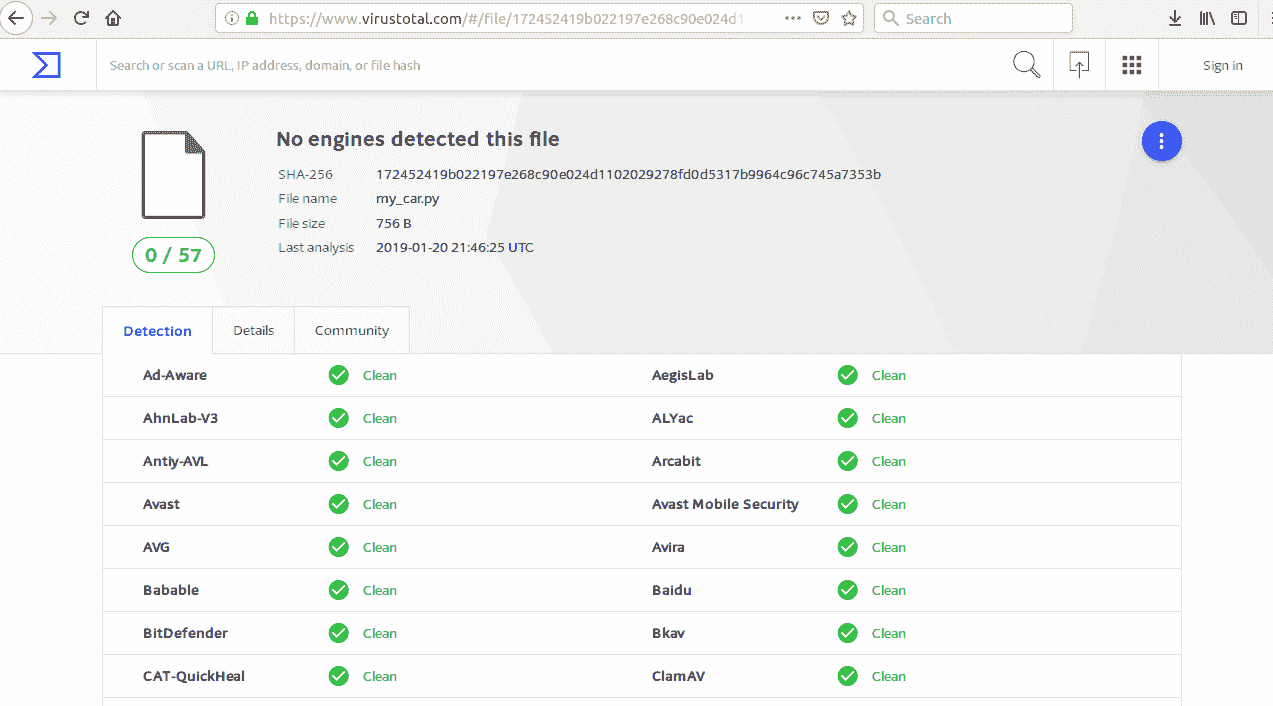 https://www.virustotal.com/#/file/172452419b022197e268c90e024d1
Search
Search or scan a URL, IP address, domain, or file hash
Sign in
No engines detected this file
SHA-256 172452419b022197e268c90e024d1102029278fd0d5317b9964c96c745a7353b
File name my_car.py
File size 756 B
Last analysis 2019-01-20 21:46:25 UTC
0 / 57
Detection Details Community
Ad-Aware Clean AegisLab Clean
AhnLab-V3 Clean ALYac Clean
Antiy-AVL Clean Arcabit Clean
Avast Clean Avast Mobile Security Clean
AVG Clean Avira Clean
Babable Clean Baidu Clean
BitDefender Clean Bkav Clean
CAT-QuickHeal Clean ClamAV Clean